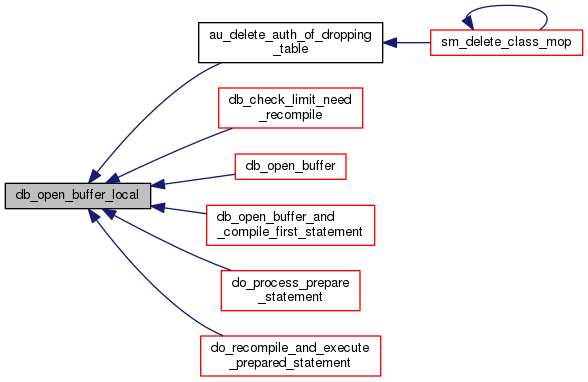 au_delete_auth_of_dropping
_table
sm_delete_class_mop
db_check_limit_need
_recompile
db_open_buffer
db_open_buffer_local
db_open_buffer_and
_compile_first_statement
do_process_prepare
_statement
do_recompile_and_execute
_prepared_statement